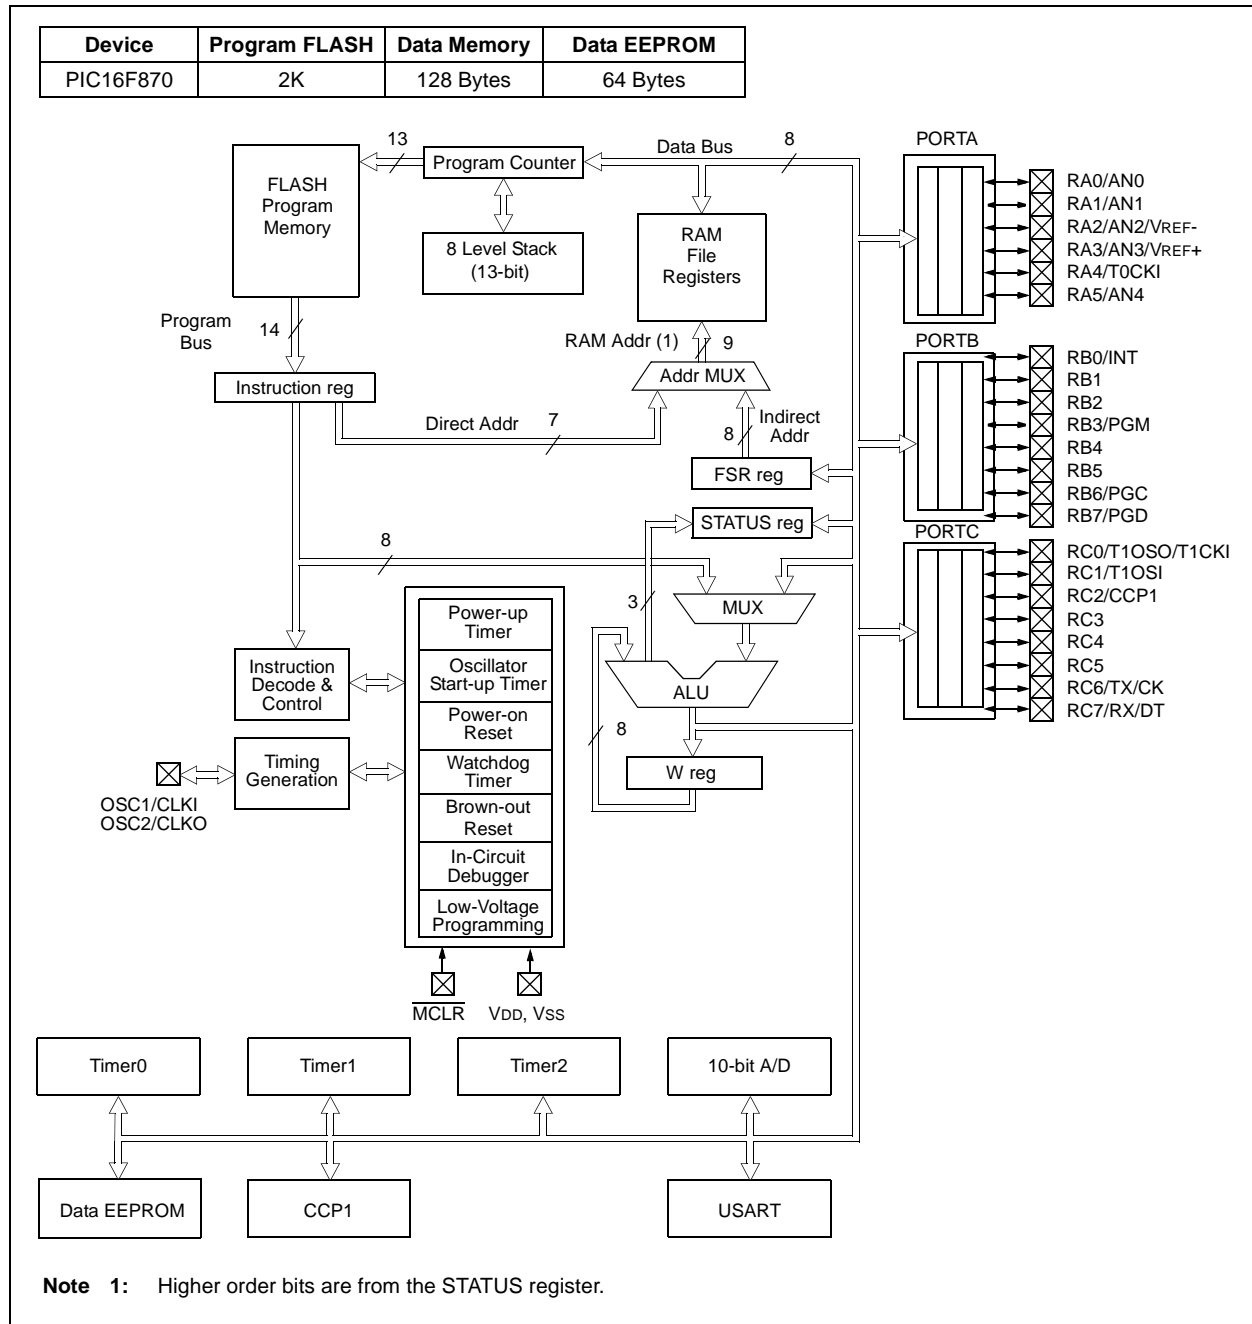 Device Program FLASH Data Memory Data EEPROM
PIC16F870 2K 128 Bytes 64 Bytes
FLASH
Program
Memory
13
Program Counter
8 Level Stack
(13-bit)
Data Bus
8
RAM
File
Registers
Program
Bus
14
Instruction reg
RAM Addr (1)
9
Addr MUX
Direct Addr
7
8
Indirect
Addr
FSR reg
STATUS reg
8
3
MUX
ALU
8
W reg
Power-up
Timer
Oscillator
Start-up Timer
Power-on
Reset
Watchdog
Timer
Brown-out
Reset
In-Circuit
Debugger
Low-Voltage
Programming
Instruction
Decode &
Control
Timing
Generation
OSC1/CLKI
OSC2/CLKO
MCLR
VDD, VSS
PORTA
RA0/AN0
RA1/AN1
RA2/AN2/VREF-
RA3/AN3/VREF+
RA4/T0CKI
RA5/AN4
PORTB
RB0/INT
RB1
RB2
RB3/PGM
RB4
RB5
RB6/PGC
RB7/PGD
PORTC
RC0/T1OSO/T1CKI
RC1/T1OSI
RC2/CCP1
RC3
RC4
RC5
RC6/TX/CK
RC7/RX/DT
Timer0
Timer1
Timer2
10-bit A/D
Data EEPROM
CCP1
USART
Note 1: Higher order bits are from the STATUS register.